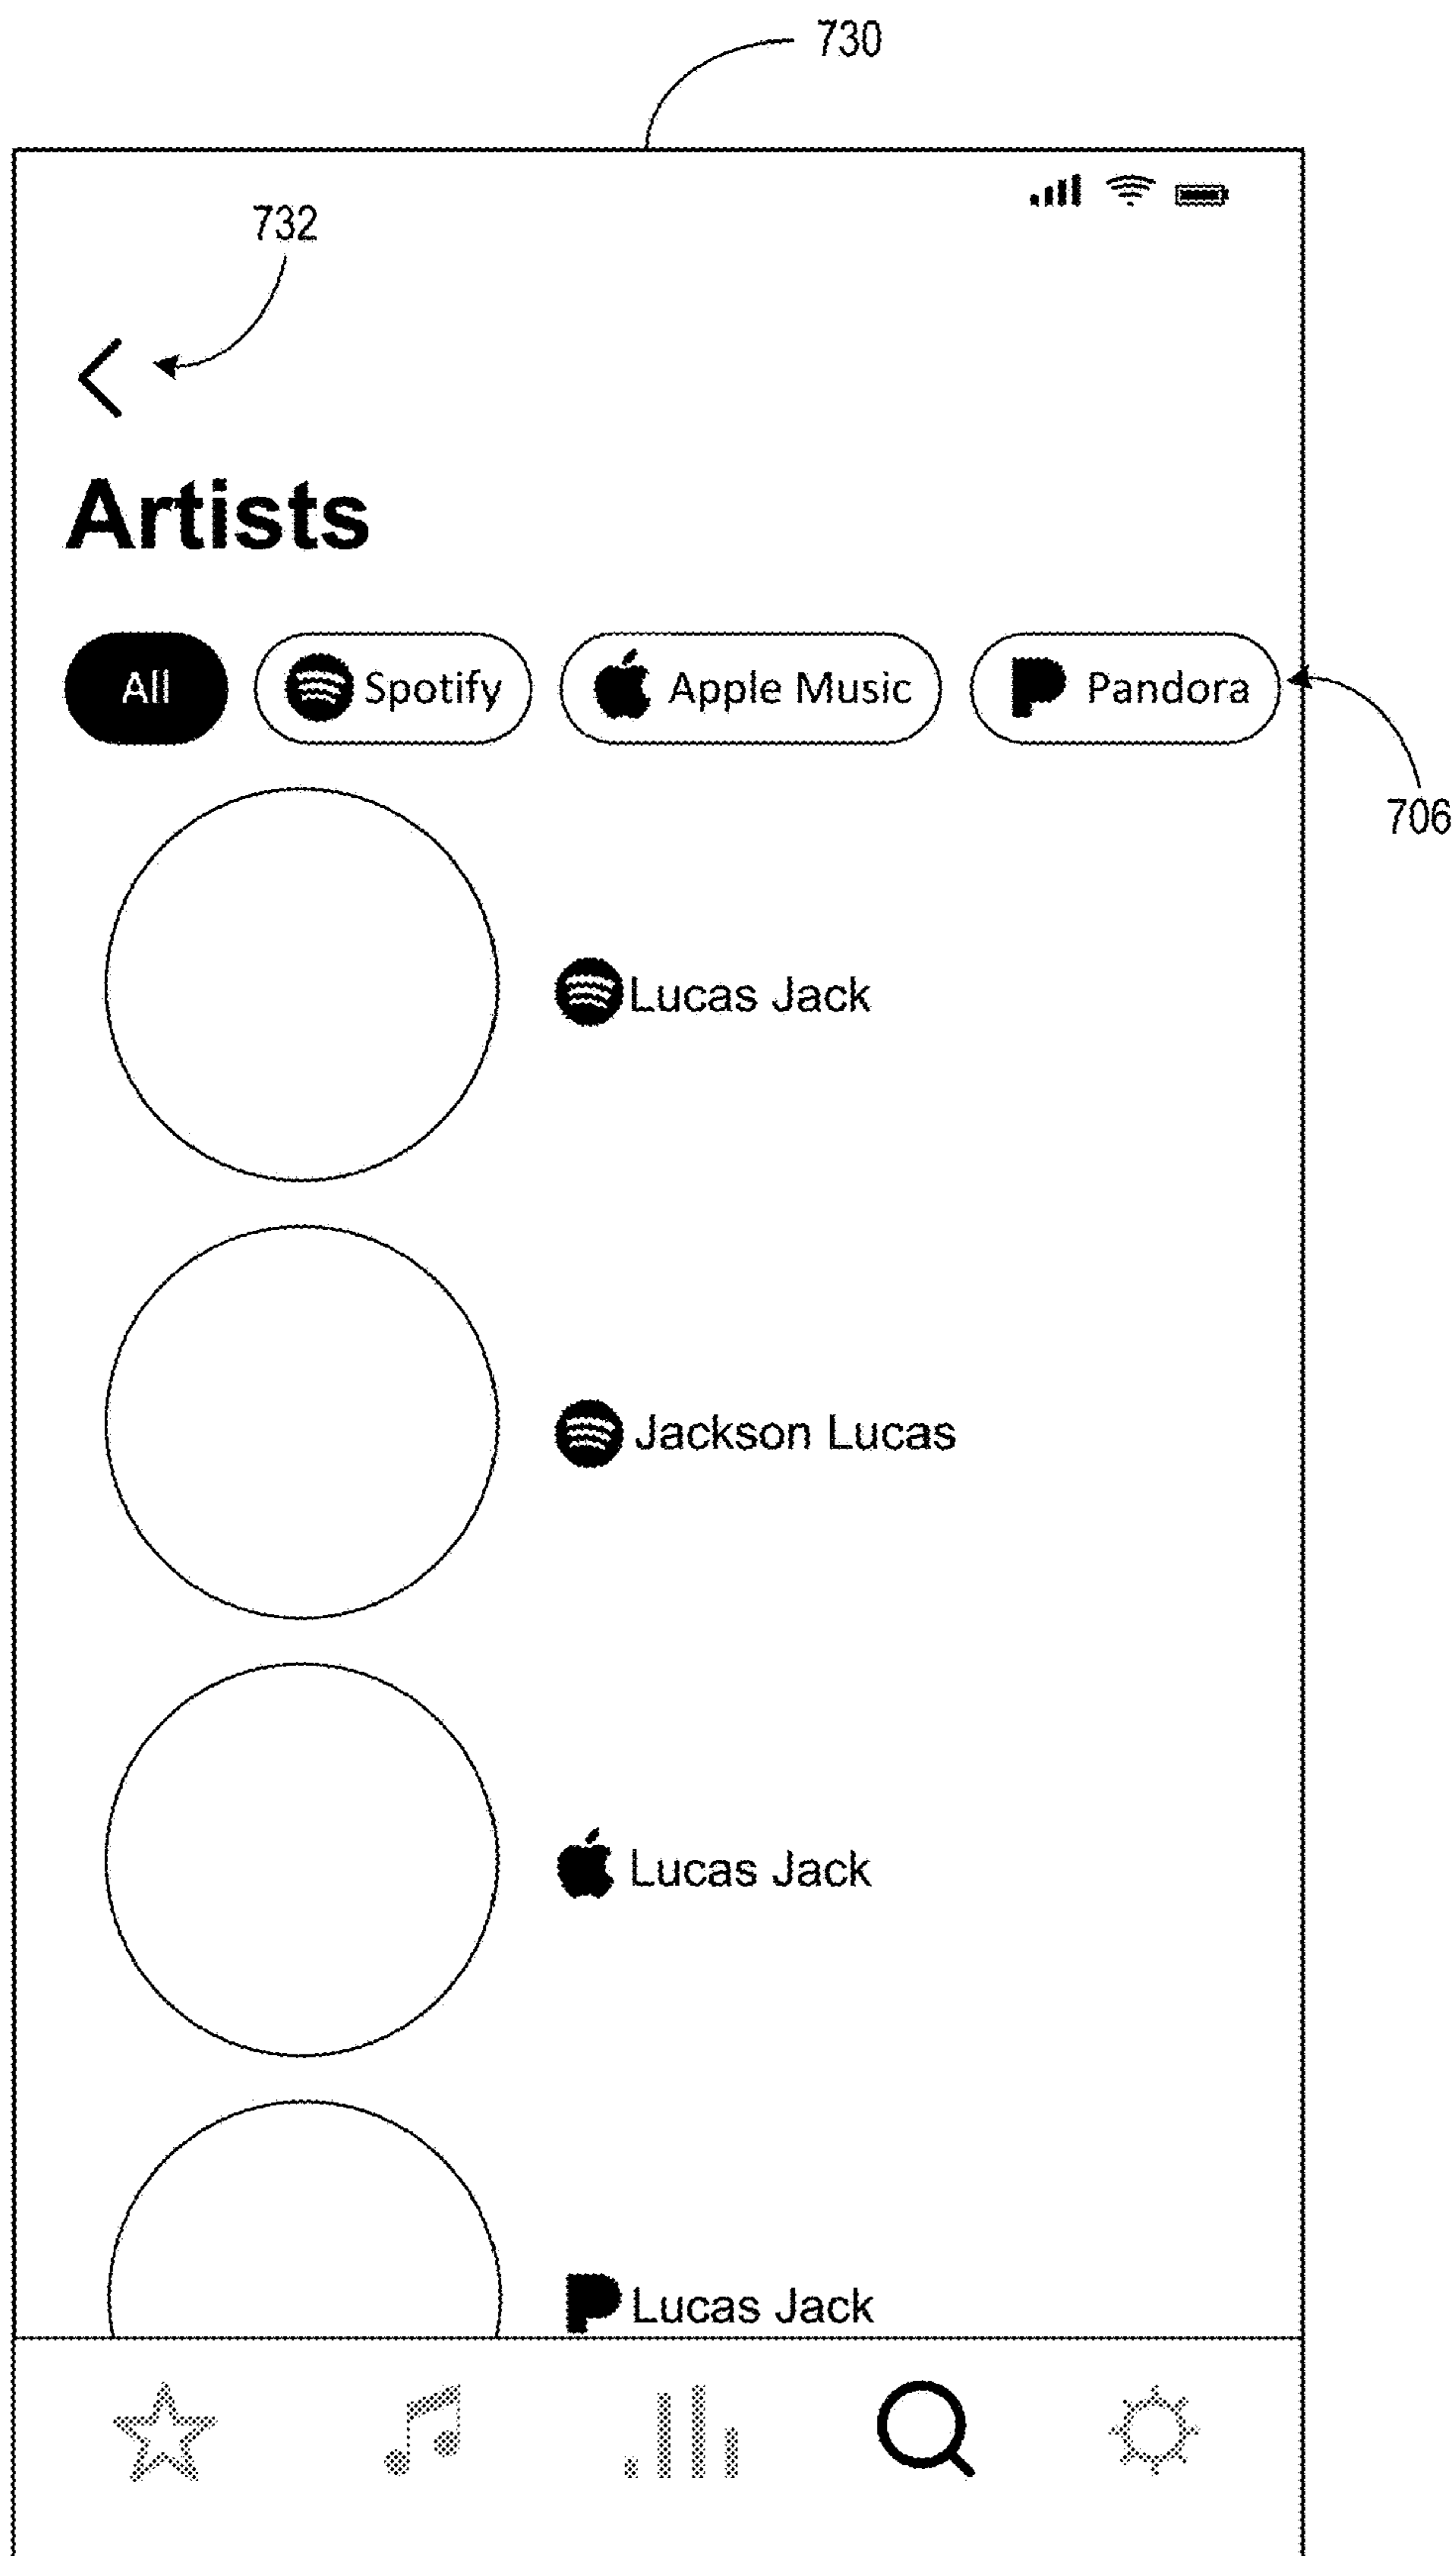 730
732
Artists
All Spotify Apple Music Pandora
706
Lucas Jack
Jackson Lucas
Lucas Jack
Lucas Jack